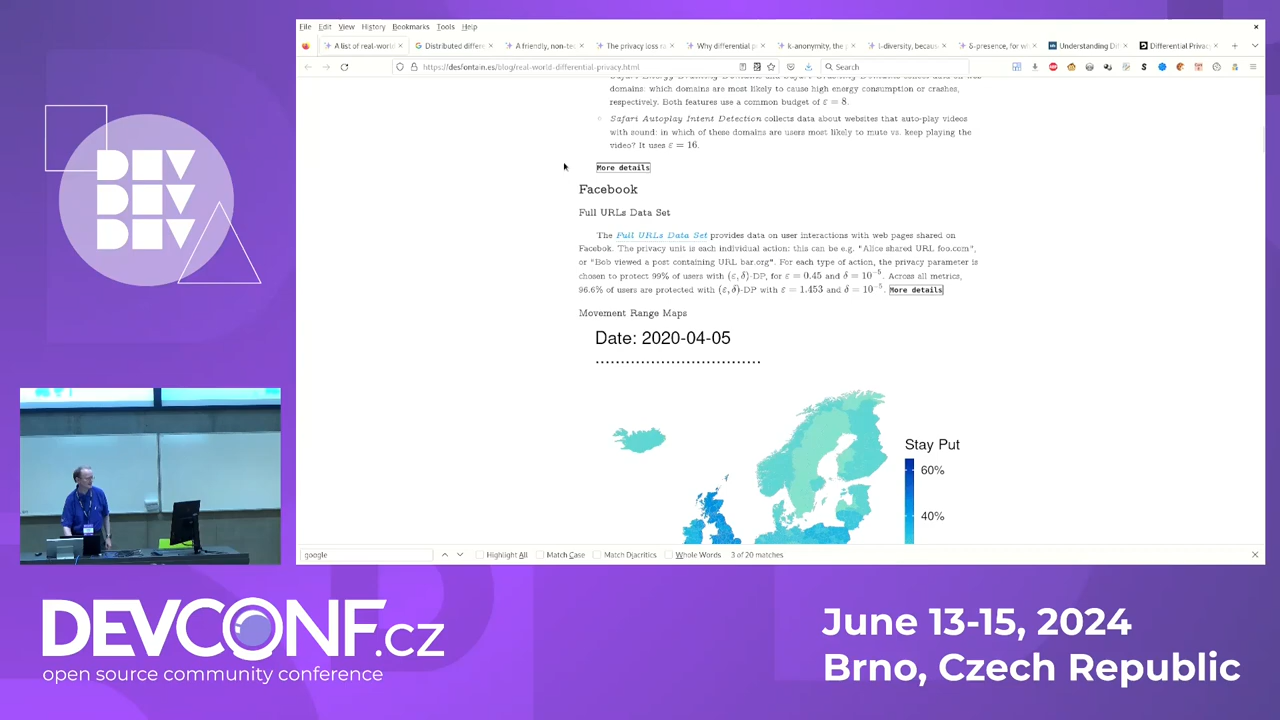 File Edit View History Bookmarks Tools Help
A list of real-world
Distributed differe
A friendly, non-tec
The privacy loss ra
Why differential p
k-anonymity, the p
l-diversity, becaus
δ-presence, for wh
Understanding Di
Differential Privac
https://desfontain.es/blog/real-world-differential-privacy.html
Search
domains: which domains are most likely to cause high energy consumption or crashes,
respectively. Both features use a common budget of ε = 8.
Safari Autoplay Intent Detection collects data about websites that auto-play videos
with sound: in which of these domains are users most likely to mute vs. keep playing the
video? It uses ε = 16.
More details
Facebook
Full URLs Data Set
The Full URLs Data Set provides data on user interactions with web pages shared on
Facebok. The privacy unit is each individual action: this can be e.g. "Alice shared URL foo.com",
or "Bob viewed a post containing URL bar.org". For each type of action, the privacy parameter is
chosen to protect 99% of users with (ε, δ)-DP, for ε = 0.45 and δ = 10⁻⁵. Across all metrics,
96.6% of users are protected with (ε, δ)-DP with ε = 1.453 and δ = 10⁻⁵. More details
Movement Range Maps
Date: 2020-04-05
Stay Put
60%
40%
google
Highlight All Match Case Match Diacritics Whole Words 3 of 20 matches
DEV
DEV
DEV
DEVCONF.cz
open source community conference
June 13-15, 2024
Brno, Czech Republic